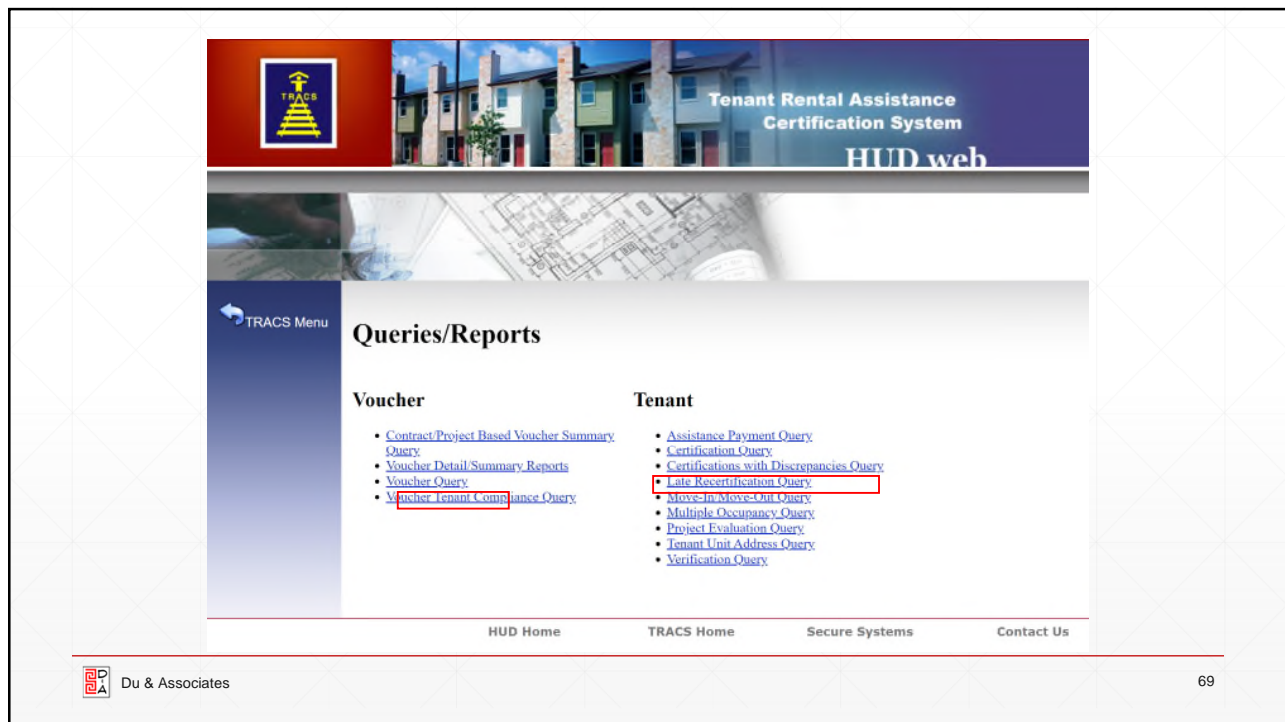 TRACS
Tenant Rental Assistance
Certification System
HUD web
TRACS Menu
Queries/Reports
Voucher
• Contract/Project Based Voucher Summary
Query
• Voucher Detail/Summary Reports
• Voucher Query
• Voucher Tenant Compliance Query
Tenant
• Assistance Payment Query
• Certification Query
• Certifications with Discrepancies Query
• Late Recertification Query
• Move-In/Move-Out Query
• Multiple Occupancy Query
• Project Evaluation Query
• Tenant Unit Address Query
• Verification Query
HUD Home TRACS Home Secure Systems Contact Us
Du & Associates
69